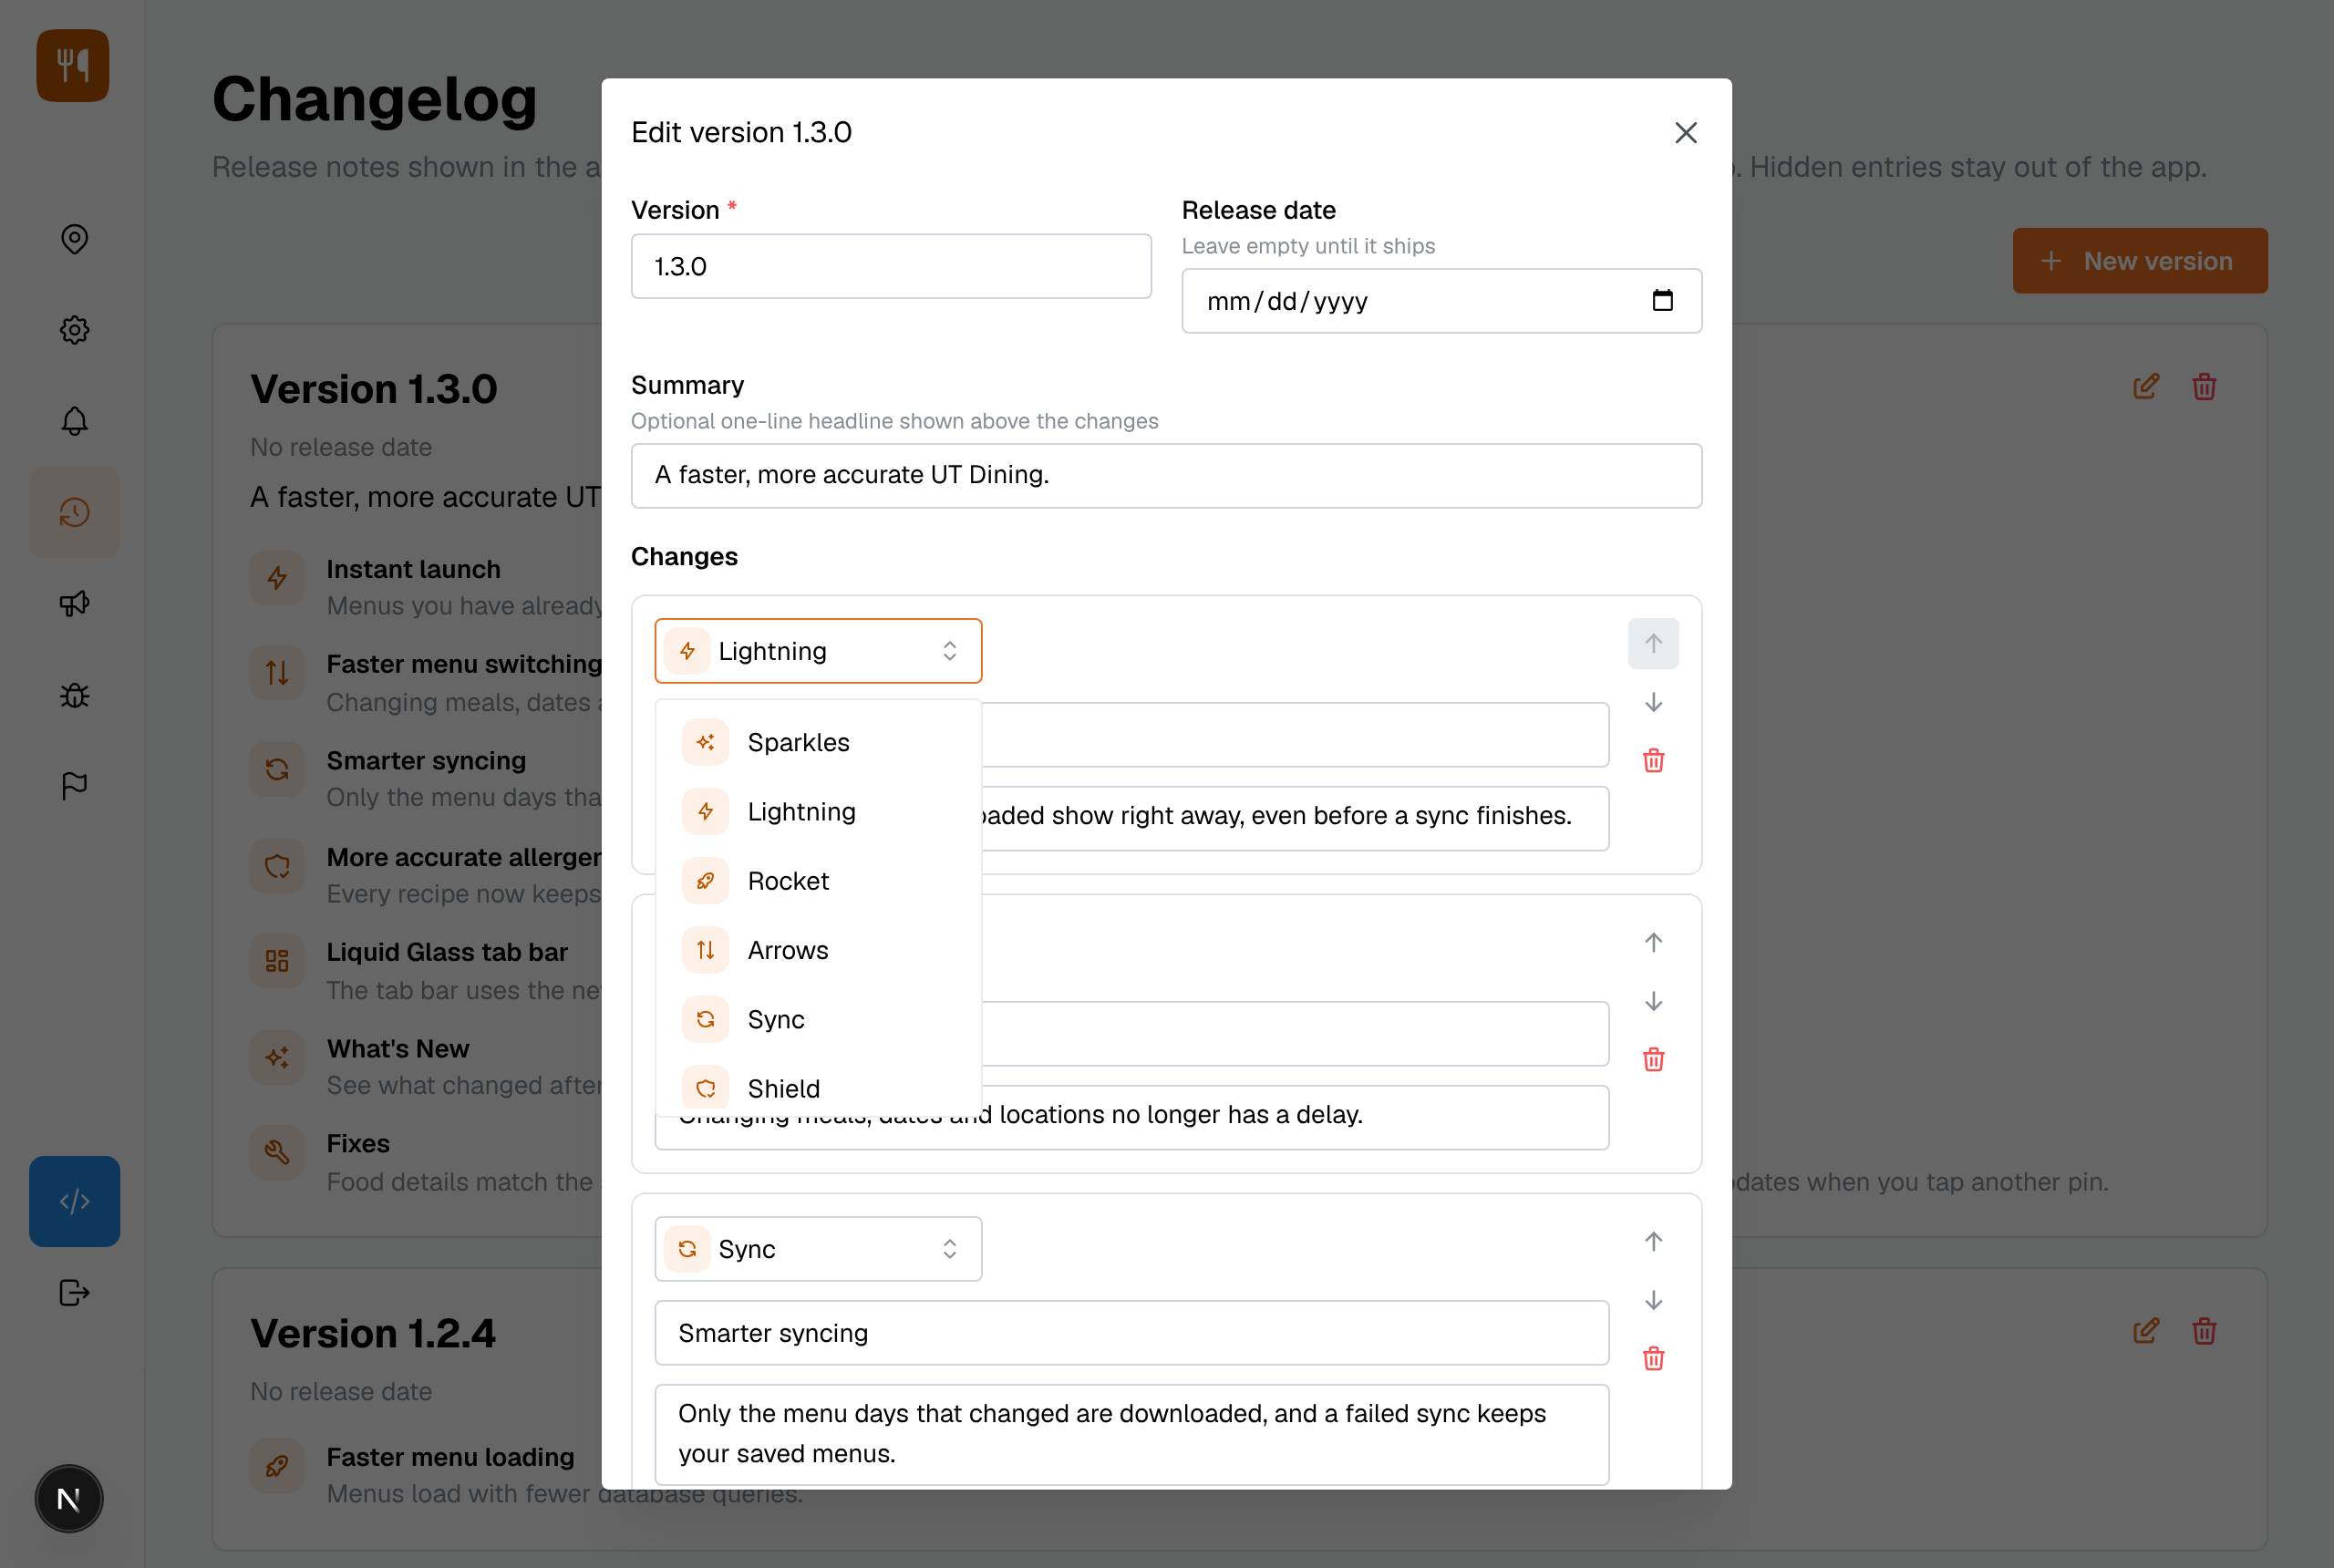 Changelog
Release notes shown in the a
. Hidden entries stay out of the app.
New version
Version 1.3.0
No release date
A faster, more accurate UT
Instant launch
Menus you have already
Faster menu switching
Changing meals, dates
Smarter syncing
Only the menu days tha
More accurate allerger
Every recipe now keeps
Liquid Glass tab bar
The tab bar uses the ne
What's New
See what changed after
Fixes
Food details match the
dates when you tap another pin.
Version 1.2.4
No release date
Faster menu loading
Menus load with fewer database queries.
N
Edit version 1.3.0
Version *
1.3.0
Release date
Leave empty until it ships
mm/dd/yyyy
Summary
Optional one-line headline shown above the changes
A faster, more accurate UT Dining.
Changes
Lightning
Sparkles
Lightning
Rocket
Arrows
Sync
Shield
oaded show right away, even before a sync finishes.
Changing meals, dates and locations no longer has a delay.
Sync
Smarter syncing
Only the menu days that changed are downloaded, and a failed sync keeps
your saved menus.